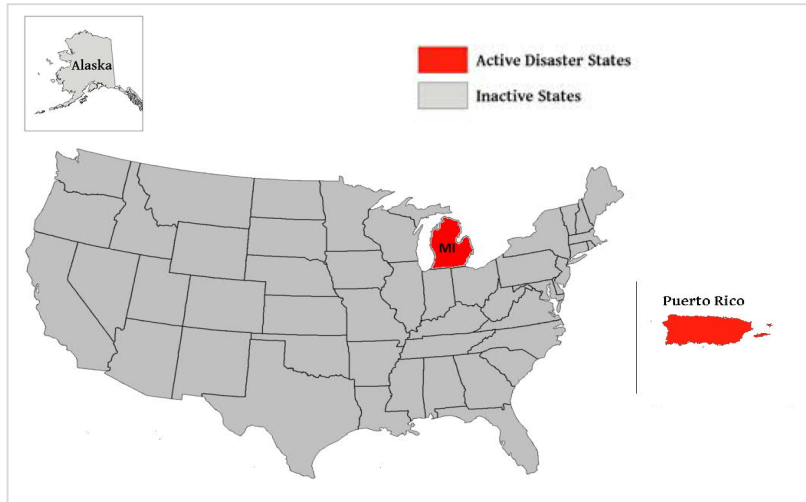 Alaska
Active Disaster States
Inactive States
MI
Puerto Rico